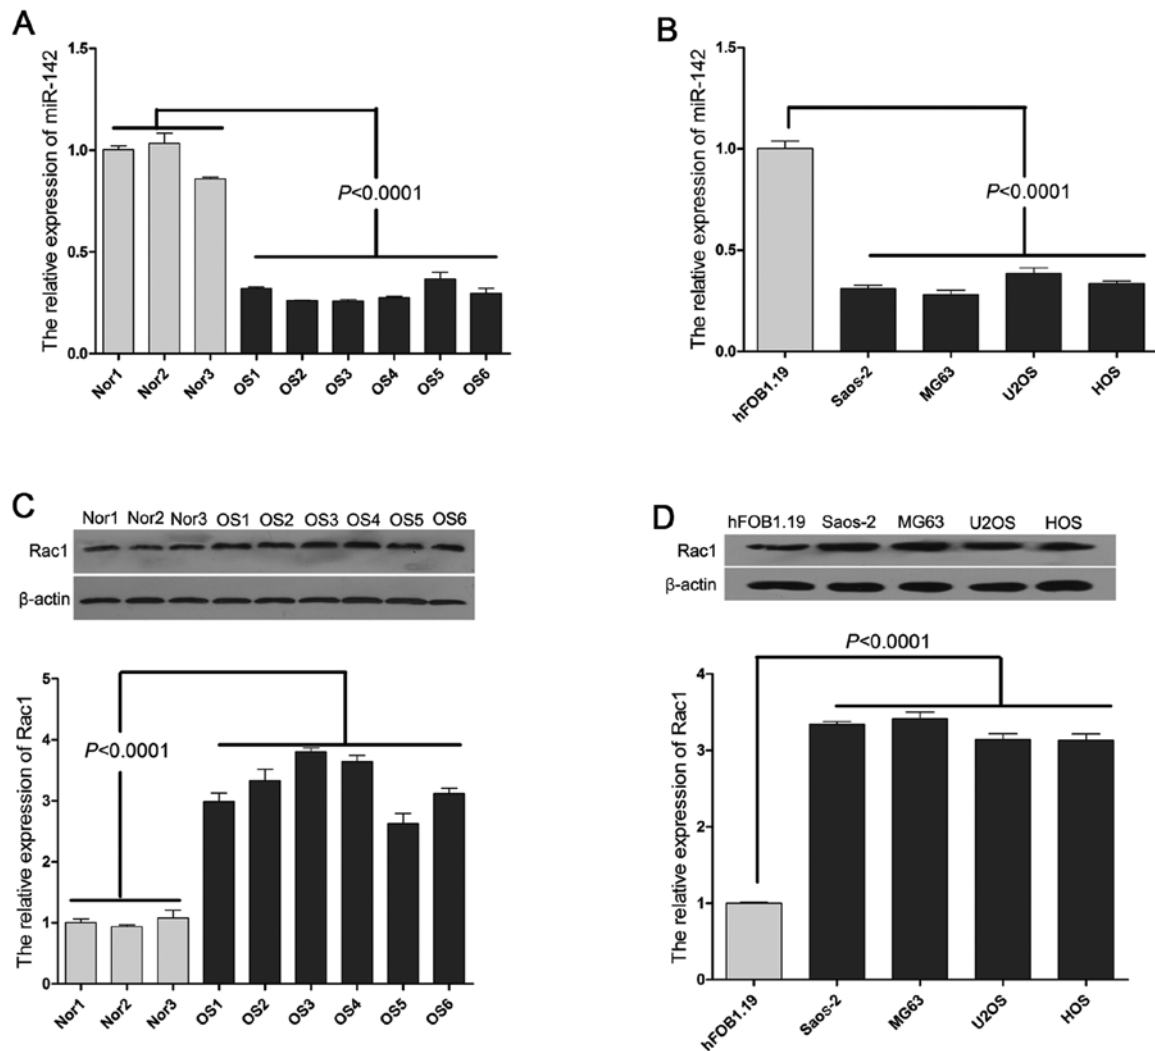 A
The relative expression of miR-142
1.5
1.0
0.5
0.0
P<0.0001
Nor1 Nor2 Nor3 OS1 OS2 OS3 OS4 OS5 OS6
B
The relative expression of miR-142
1.5
1.0
0.5
0.0
P<0.0001
hFOB1.19 Saos-2 MG63 U2OS HOS
C
Nor1 Nor2 Nor3 OS1 OS2 OS3 OS4 OS5 OS6
Rac1
β-actin
The relative expression of Rac1
5
4
3
2
1
0
P<0.0001
Nor1 Nor2 Nor3 OS1 OS2 OS3 OS4 OS5 OS6
D
hFOB1.19 Saos-2 MG63 U2OS HOS
Rac1
β-actin
P<0.0001
The relative expression of Rac1
4
3
2
1
0
hFOB1.19 Saos-2 MG63 U2OS HOS